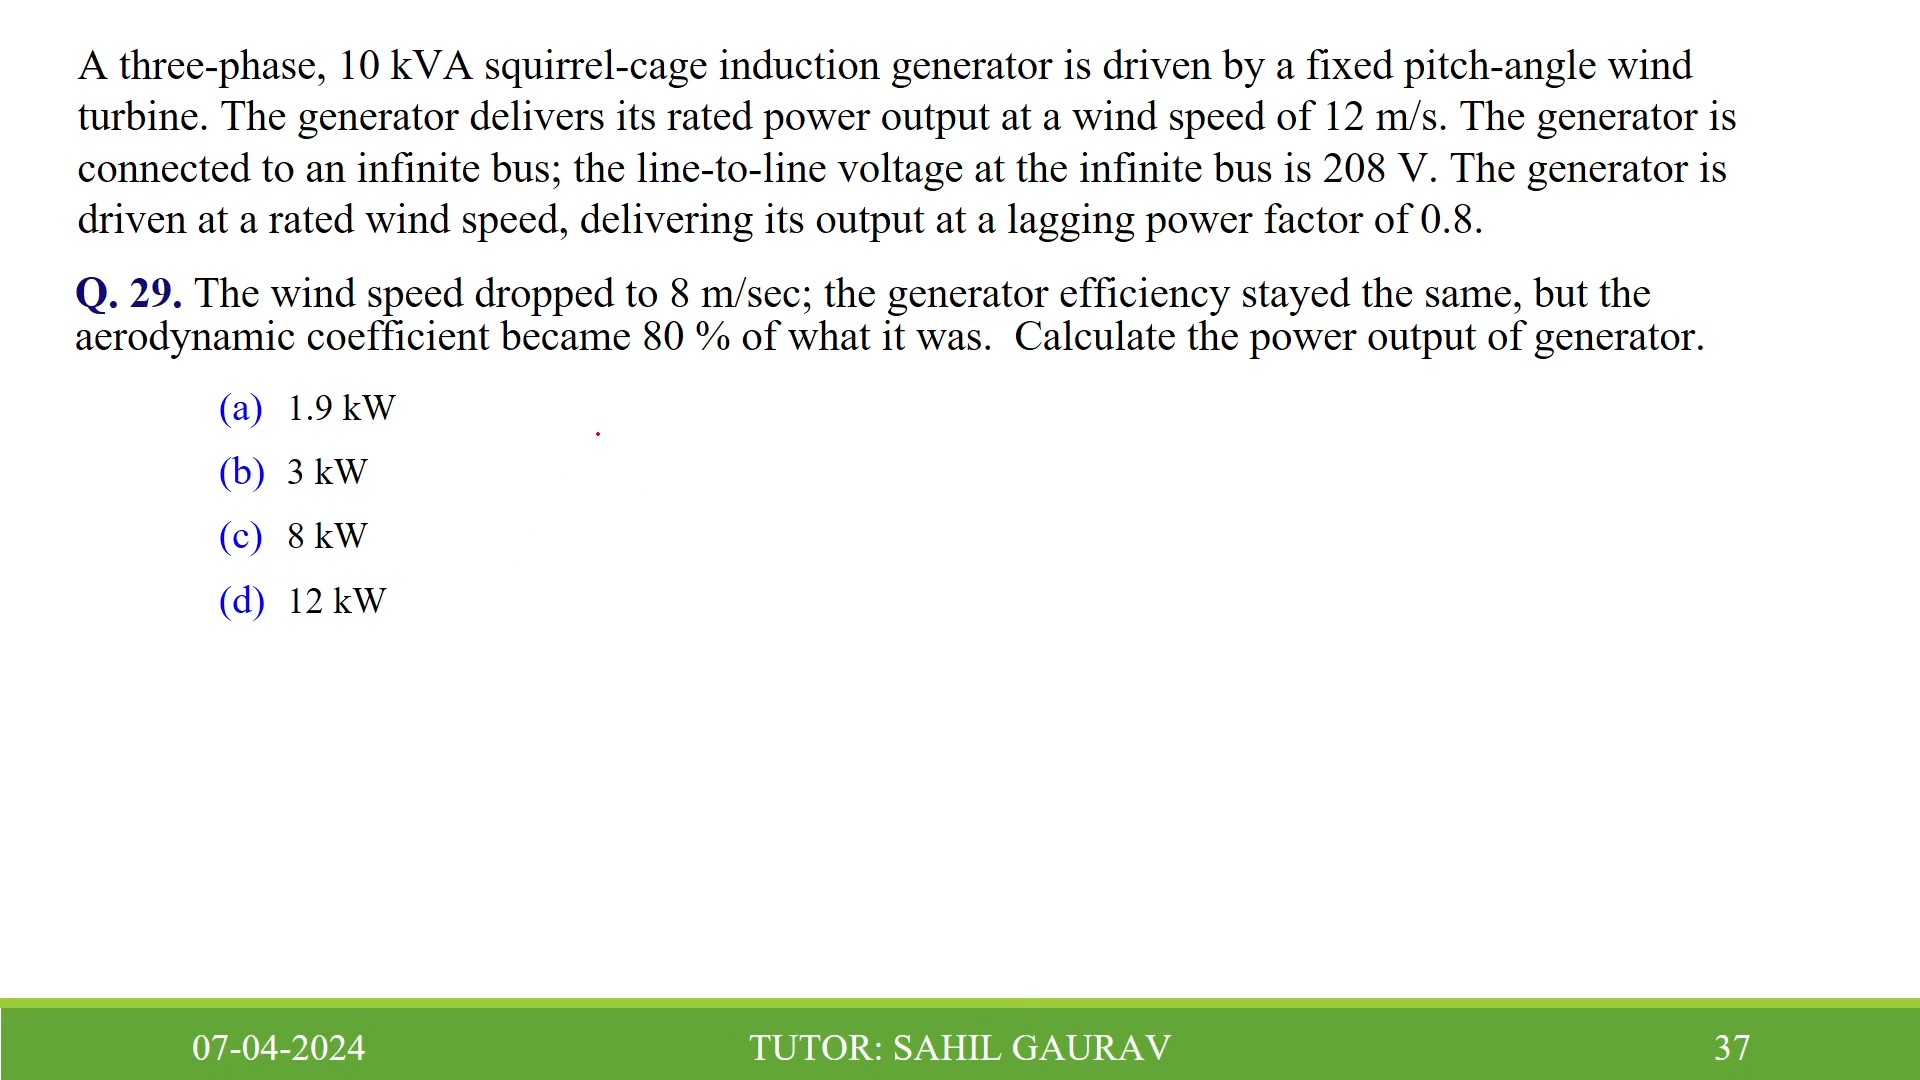 A three-phase, 10 kVA squirrel-cage induction generator is driven by a fixed pitch-angle wind
turbine. The generator delivers its rated power output at a wind speed of 12 m/s. The generator is
connected to an infinite bus; the line-to-line voltage at the infinite bus is 208 V. The generator is
driven at a rated wind speed, delivering its output at a lagging power factor of 0.8.
Q. 29. The wind speed dropped to 8 m/sec; the generator efficiency stayed the same, but the
aerodynamic coefficient became 80 % of what it was.  Calculate the power output of generator.
(a) 1.9 kW
(b) 3 kW
(c) 8 kW
(d) 12 kW
07-04-2024 TUTOR: SAHIL GAURAV 37